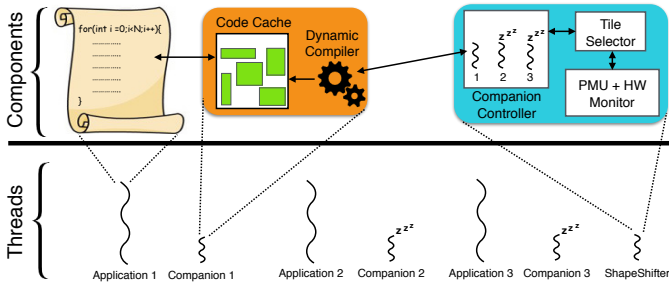 Components
for(int i =0;i<N;i++){
..............
..............
..............
..............
}
Code Cache
Dynamic
Compiler
z z z
z z z
1
2
3
Companion
Controller
Tile
Selector
PMU + HW
Monitor
Threads
Application 1
Companion 1
Application 2
z z z
Companion 2
Application 3
z z z
Companion 3
ShapeShifter